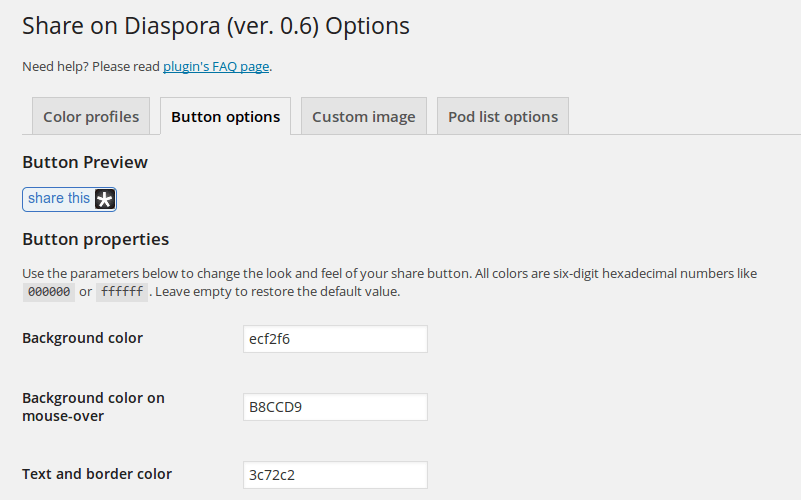 Share on Diaspora (ver. 0.6) Options
Need help? Please read plugin's FAQ page.
Color profiles
Button options
Custom image
Pod list options
Button Preview
share this
Button properties
Use the parameters below to change the look and feel of your share button. All colors are six-digit hexadecimal numbers like
000000 or ffffff . Leave empty to restore the default value.
Background color
ecf2f6
Background color on
mouse-over
B8CCD9
Text and border color
3c72c2